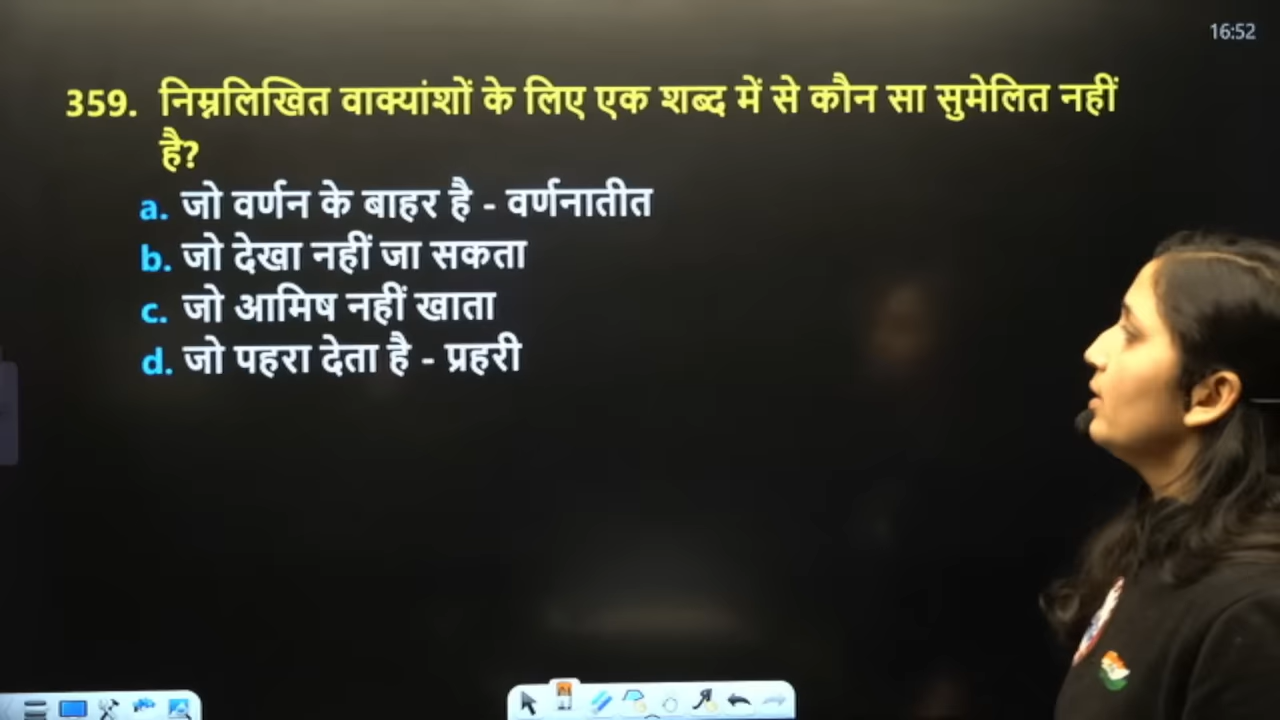 16:52
359. निम्नलिखित वाक्यांशों के लिए एक शब्द में से कौन सा सुमेलित नहीं
है?
a. जो वर्णन के बाहर है - वर्णनातीत
b. जो देखा नहीं जा सकता
c. जो आमिष नहीं खाता
d. जो पहरा देता है - प्रहरी